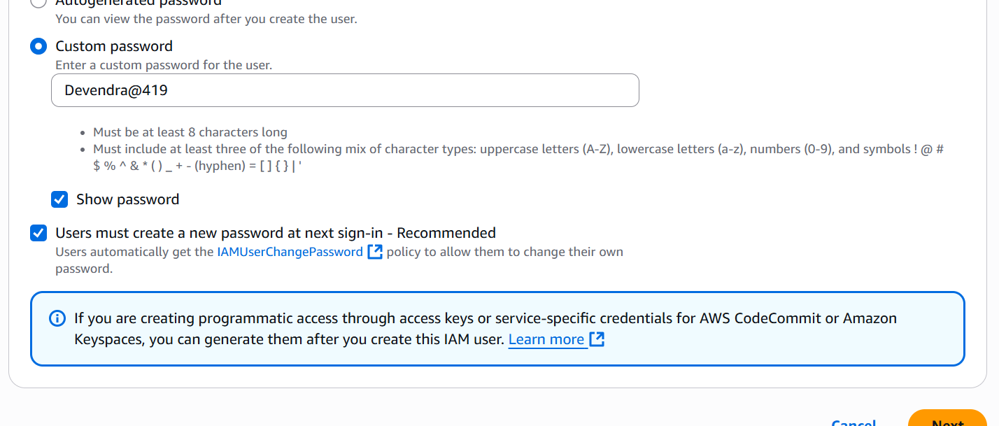 Autogenerated password
You can view the password after you create the user.
Custom password
Enter a custom password for the user.
Devendra@419
• Must be at least 8 characters long
• Must include at least three of the following mix of character types: uppercase letters (A-Z), lowercase letters (a-z), numbers (0-9), and symbols ! @ #
$ % ^ & * ( ) _ + - (hyphen) = [ ] { } | '
Show password
Users must create a new password at next sign-in - Recommended
Users automatically get the IAMUserChangePassword policy to allow them to change their own
password.
If you are creating programmatic access through access keys or service-specific credentials for AWS CodeCommit or Amazon
Keyspaces, you can generate them after you create this IAM user. Learn more
Cancel Next